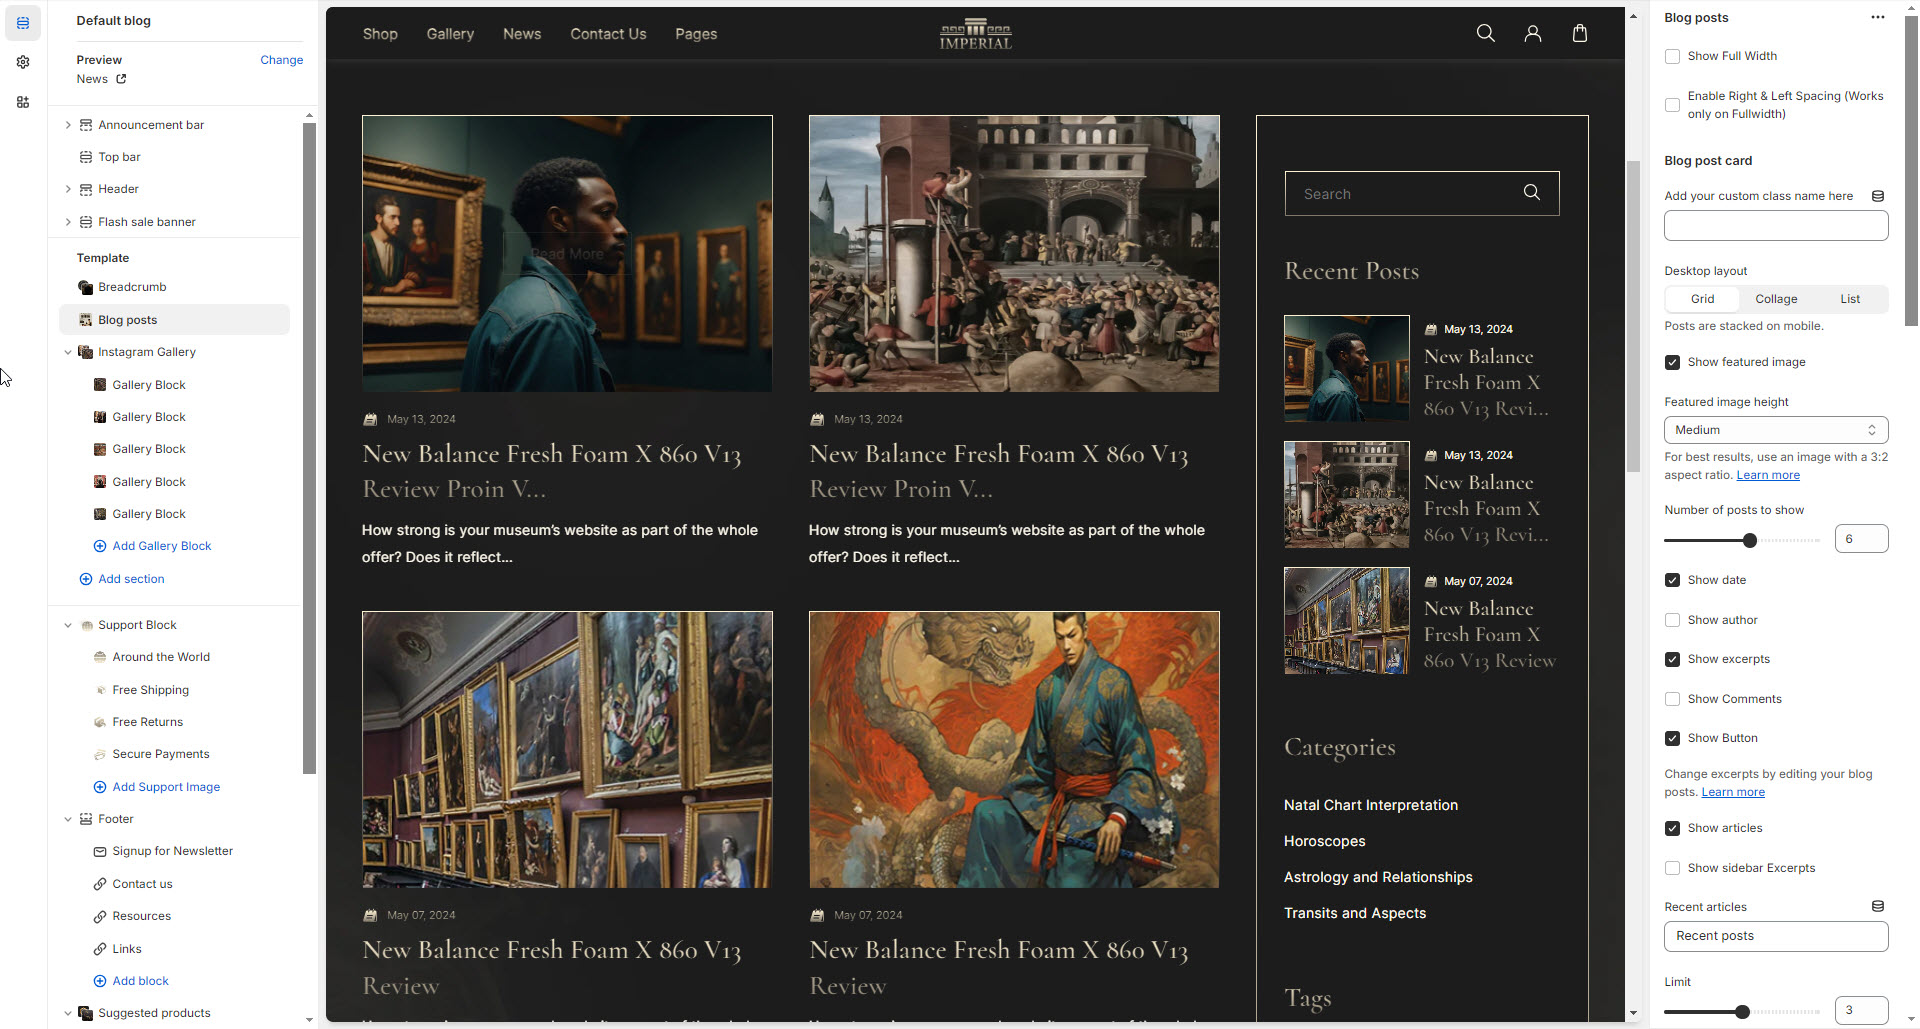 Default blog
Preview
Change
News
Announcement bar
Top bar
Header
Flash sale banner
Template
Breadcrumb
Blog posts
Instagram Gallery
Gallery Block
Gallery Block
Gallery Block
Gallery Block
Gallery Block
Add Gallery Block
Add section
Support Block
Around the World
Free Shipping
Free Returns
Secure Payments
Add Support Image
Footer
Signup for Newsletter
Contact us
Resources
Links
Add block
Suggested products
Shop
Gallery
News
Contact Us
Pages
IMPERIAL
Read More
May 13, 2024
New Balance Fresh Foam X 860 V13
Review Proin V...
How strong is your museum's website as part of the whole
offer? Does it reflect...
May 13, 2024
New Balance Fresh Foam X 860 V13
Review Proin V...
How strong is your museum's website as part of the whole
offer? Does it reflect...
May 07, 2024
New Balance Fresh Foam X 860 V13
Review
May 07, 2024
New Balance Fresh Foam X 860 V13
Review
Search
Recent Posts
May 13, 2024
New Balance
Fresh Foam X
860 V13 Revi...
May 13, 2024
New Balance
Fresh Foam X
860 V13 Revi...
May 07, 2024
New Balance
Fresh Foam X
860 V13 Review
Categories
Natal Chart Interpretation
Horoscopes
Astrology and Relationships
Transits and Aspects
Tags
Blog posts
Show Full Width
Enable Right & Left Spacing (Works
only on Fullwidth)
Blog post card
Add your custom class name here
Desktop layout
Grid
Collage
List
Posts are stacked on mobile.
Show featured image
Featured image height
Medium
For best results, use an image with a 3:2
aspect ratio. Learn more
Number of posts to show
6
Show date
Show author
Show excerpts
Show Comments
Show Button
Change excerpts by editing your blog
posts. Learn more
Show articles
Show sidebar Excerpts
Recent articles
Recent posts
Limit
3